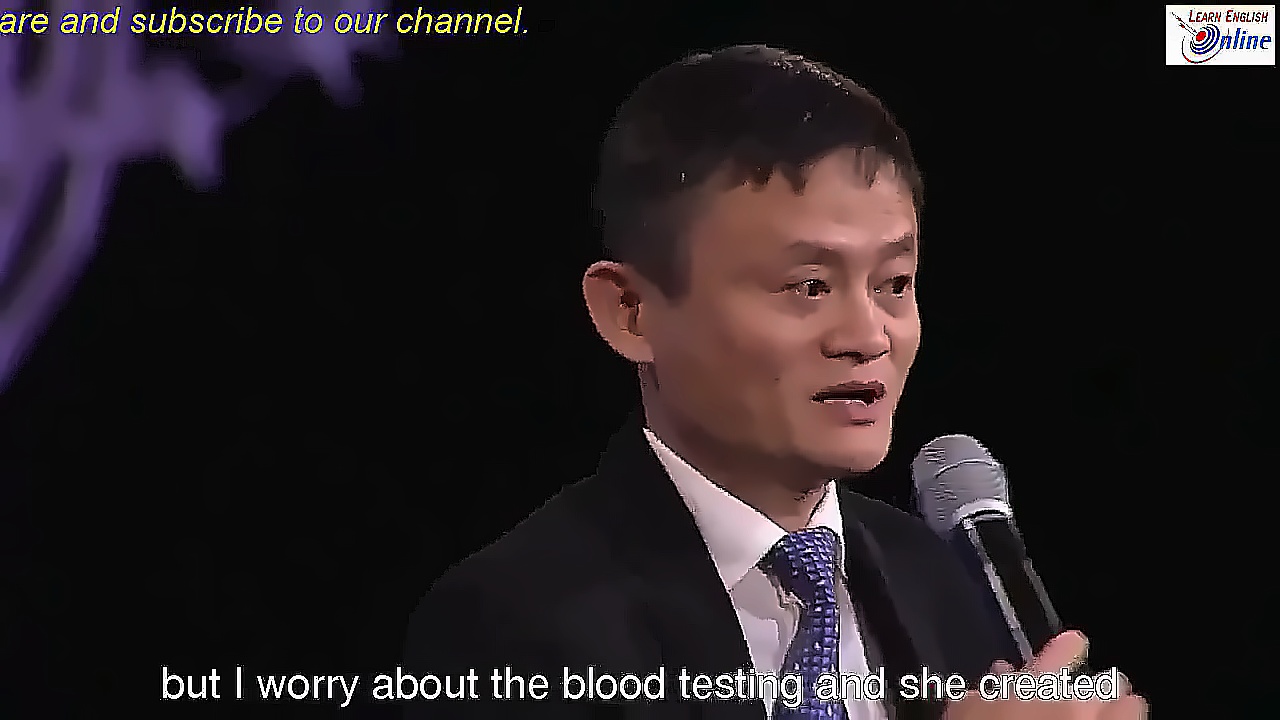 are and subscribe to our channel.
LEARN ENGLISH
Online
but I worry about the blood testing and she created